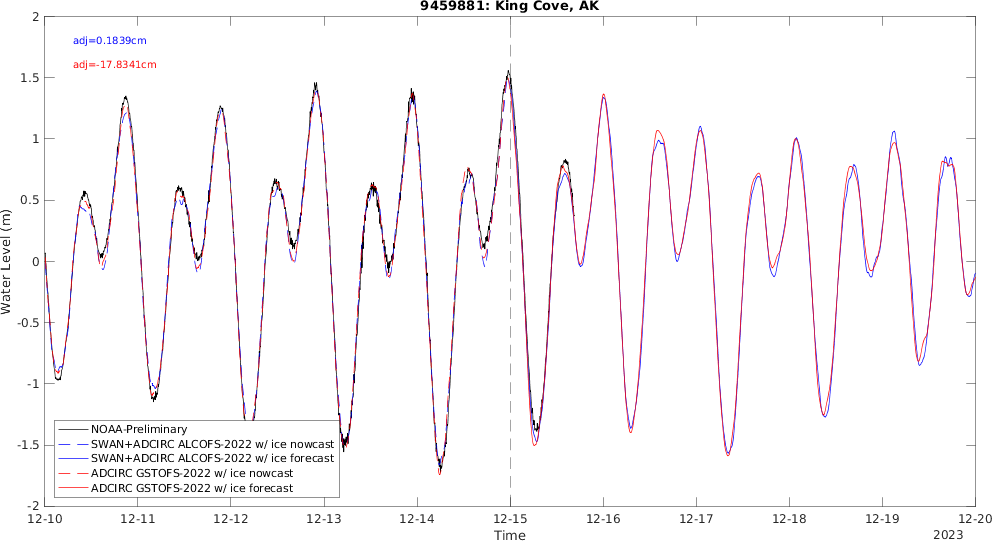 9459881: King Cove, AK
adj=0.1839cm
adj=-17.8341cm
Water Level (m)
2
1.5
1
0.5
0
-0.5
-1
-1.5
-2
NOAA-Preliminary
SWAN+ADCIRC ALCOFS-2022 w/ ice nowcast
SWAN+ADCIRC ALCOFS-2022 w/ ice forecast
ADCIRC GSTOFS-2022 w/ ice nowcast
ADCIRC GSTOFS-2022 w/ ice forecast
12-10 12-11 12-12 12-13 12-14 12-15 12-16 12-17 12-18 12-19 12-20
Time
2023